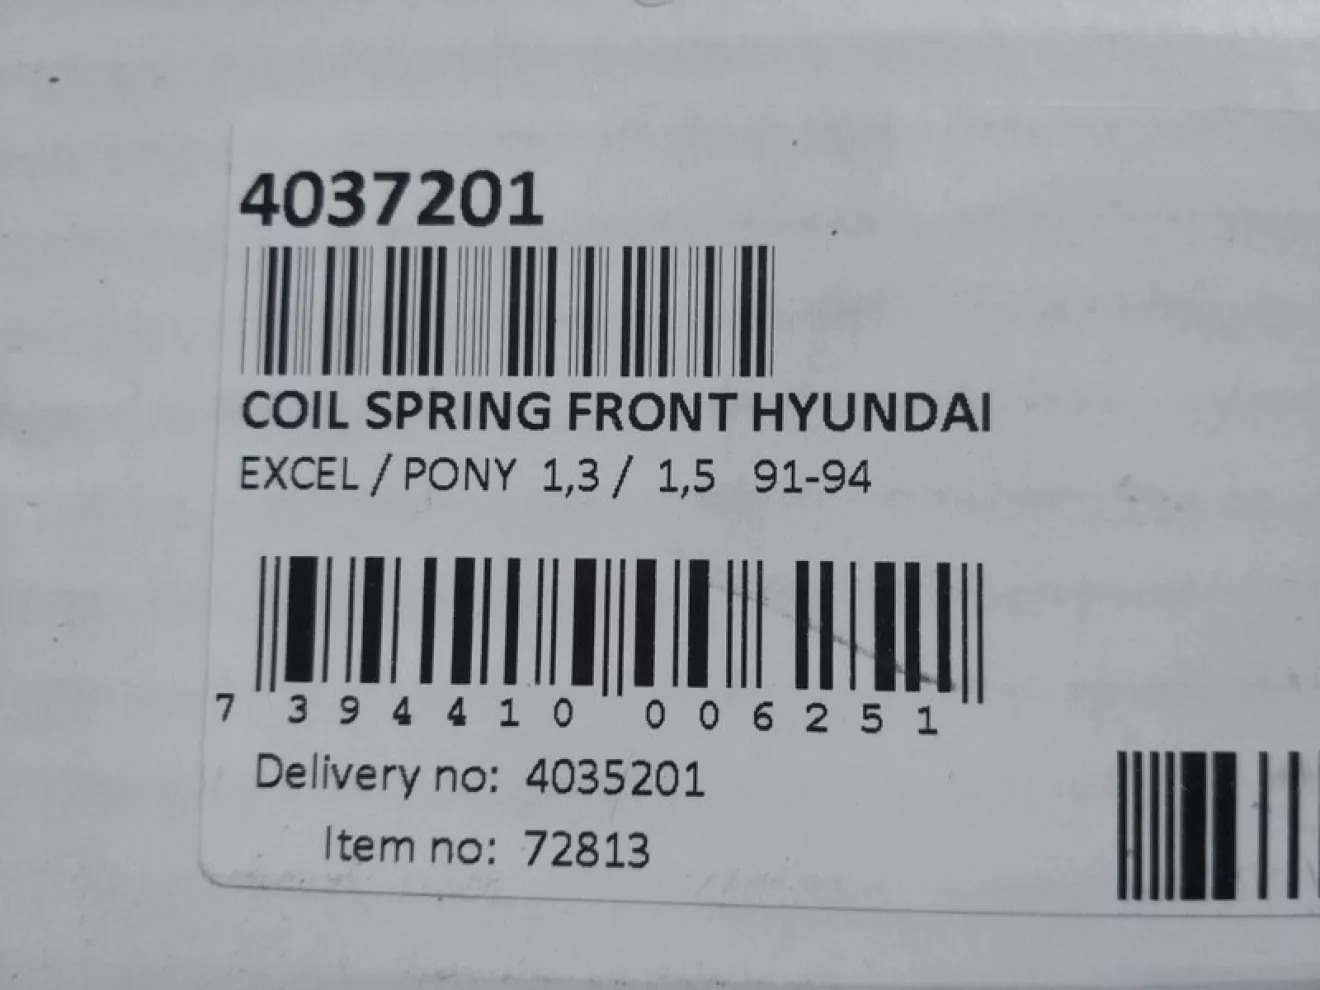 4037201
COIL SPRING FRONT HYUNDAI
EXCEL / PONY 1,3 / 1,5 91-94
7 394410 006251
Delivery no: 4035201
Item no: 72813